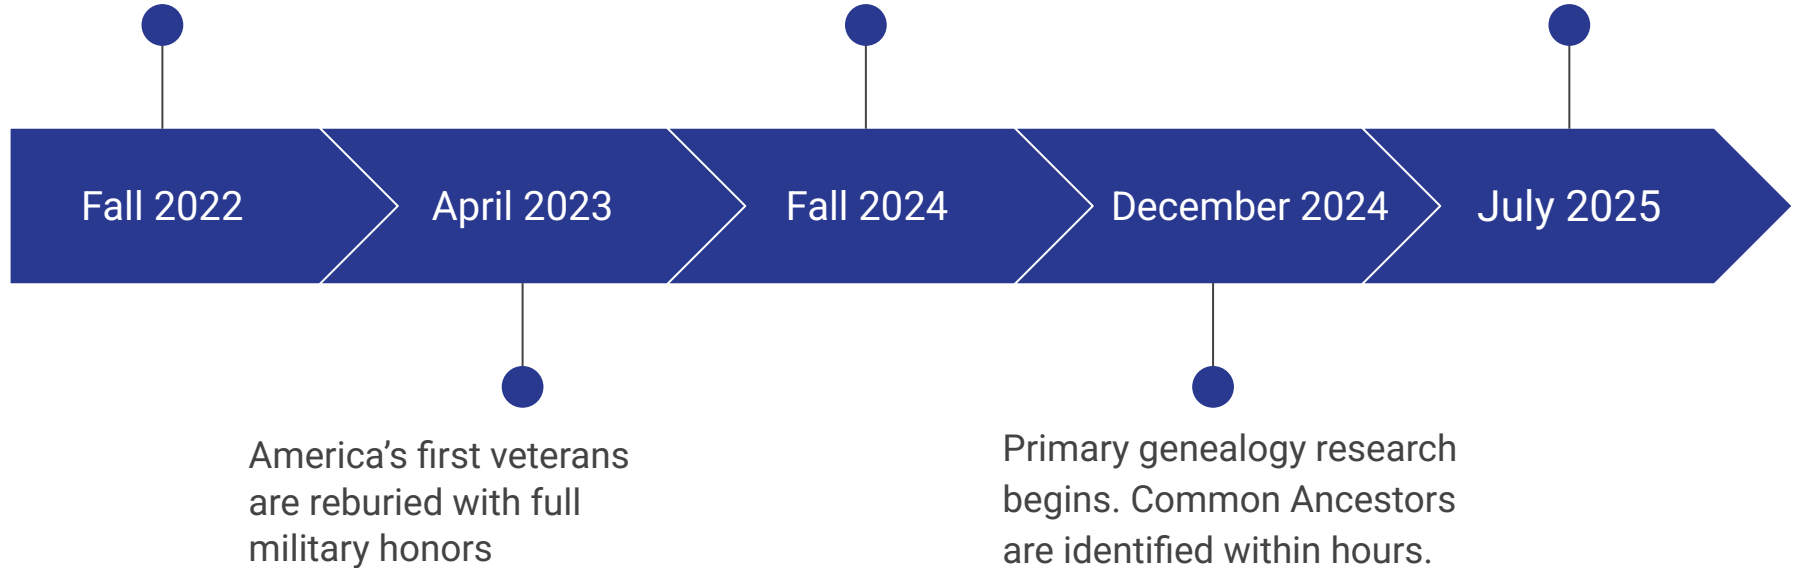 Fall 2022
April 2023
Fall 2024
December 2024
July 2025
America’s first veterans
are reburied with full
military honors
Primary genealogy research
begins. Common Ancestors
are identified within hours.